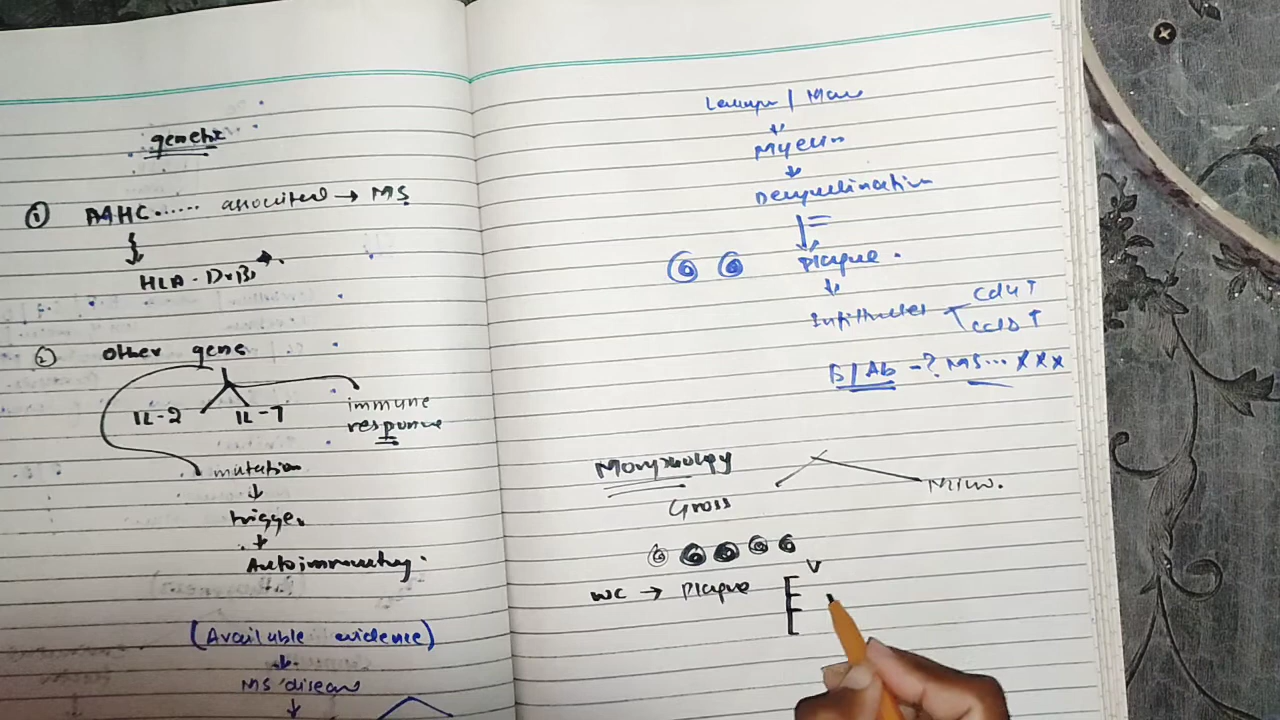 genetic
① MHC...... associated → MS
↓
HLA - DrB1
② Other gene
IL-2 IL-7 immune response
mutation
↓
trigger
↓
Autoimmunity.
(Available evidence)
↓
MS disease
↓
↓
Myelin
↓
Demyelination
↓
Plaque.
↓
Infiltrates
Cd4 ↑
Cd8 ↑
B/Ab -? MS... xxx
Morphology
Gross
Micro.
WC → Plaque